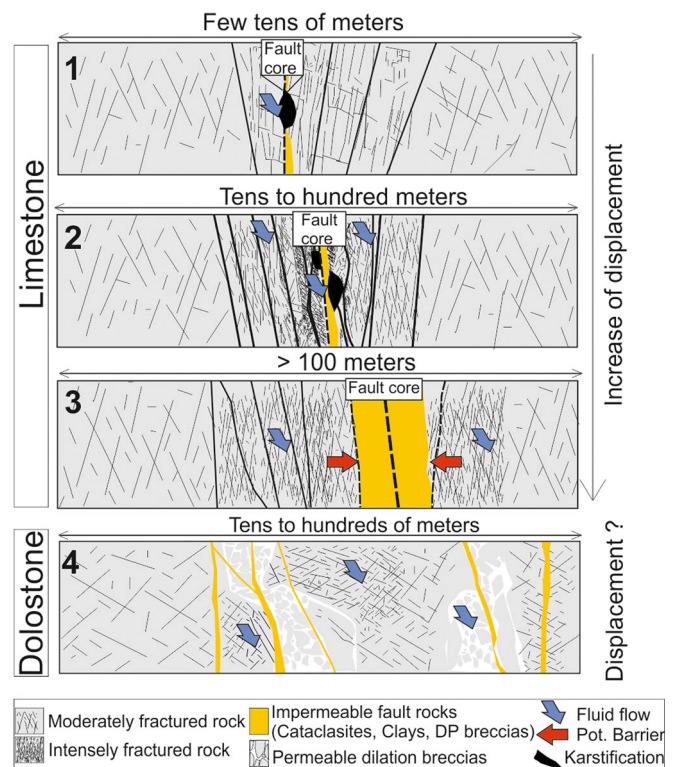 Few tens of meters
1
Fault
core
Limestone
Tens to hundred meters
2
Fault
core
Increase of displacement
> 100 meters
3
Fault core
Tens to hundreds of meters
4
Dolostone
Displacement ?
Moderately fractured rock
Intensely fractured rock
Impermeable fault rocks
(Cataclasites, Clays, DP breccias)
Permeable dilation breccias
Fluid flow
Pot. Barrier
Karstification